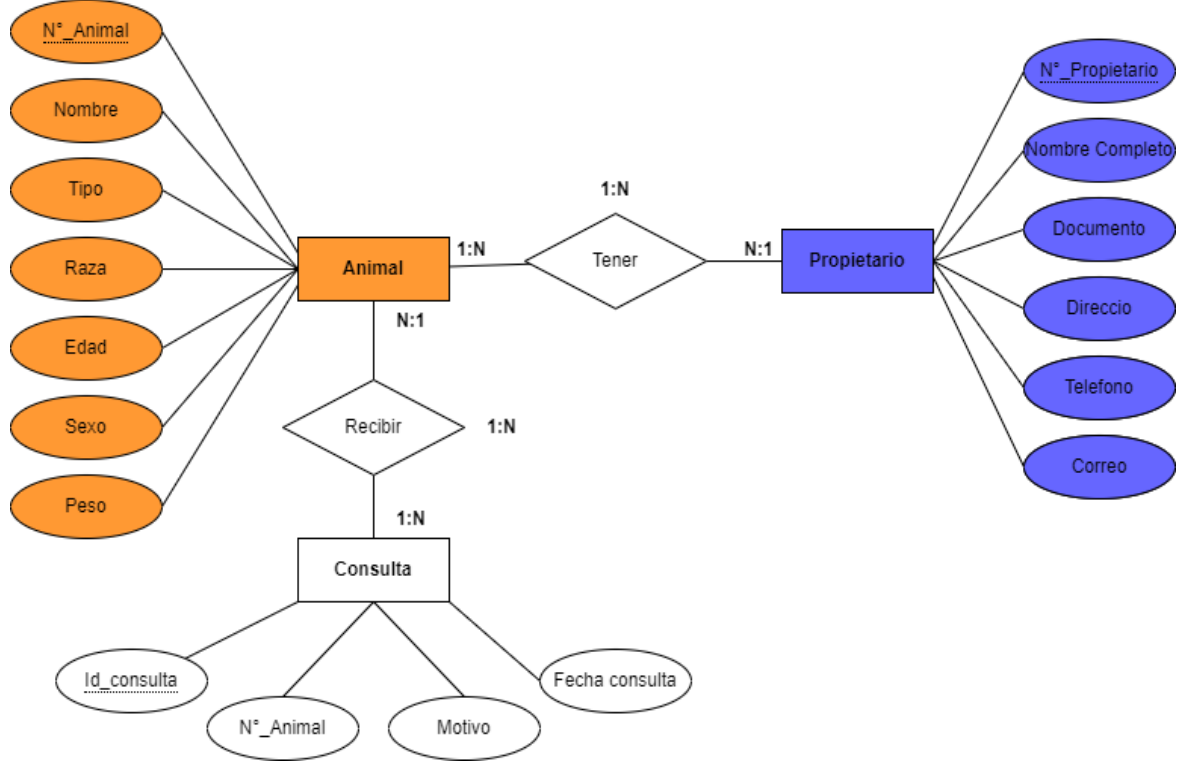 N°_Animal
Nombre
Tipo
Raza
Edad
Sexo
Peso
Animal
1:N
1:N
Tener
N:1
Propietario
N°_Propietario
Nombre Completo
Documento
Direccio
Telefono
Correo
N:1
Recibir
1:N
1:N
Consulta
Id_consulta
N°_Animal
Motivo
Fecha consulta